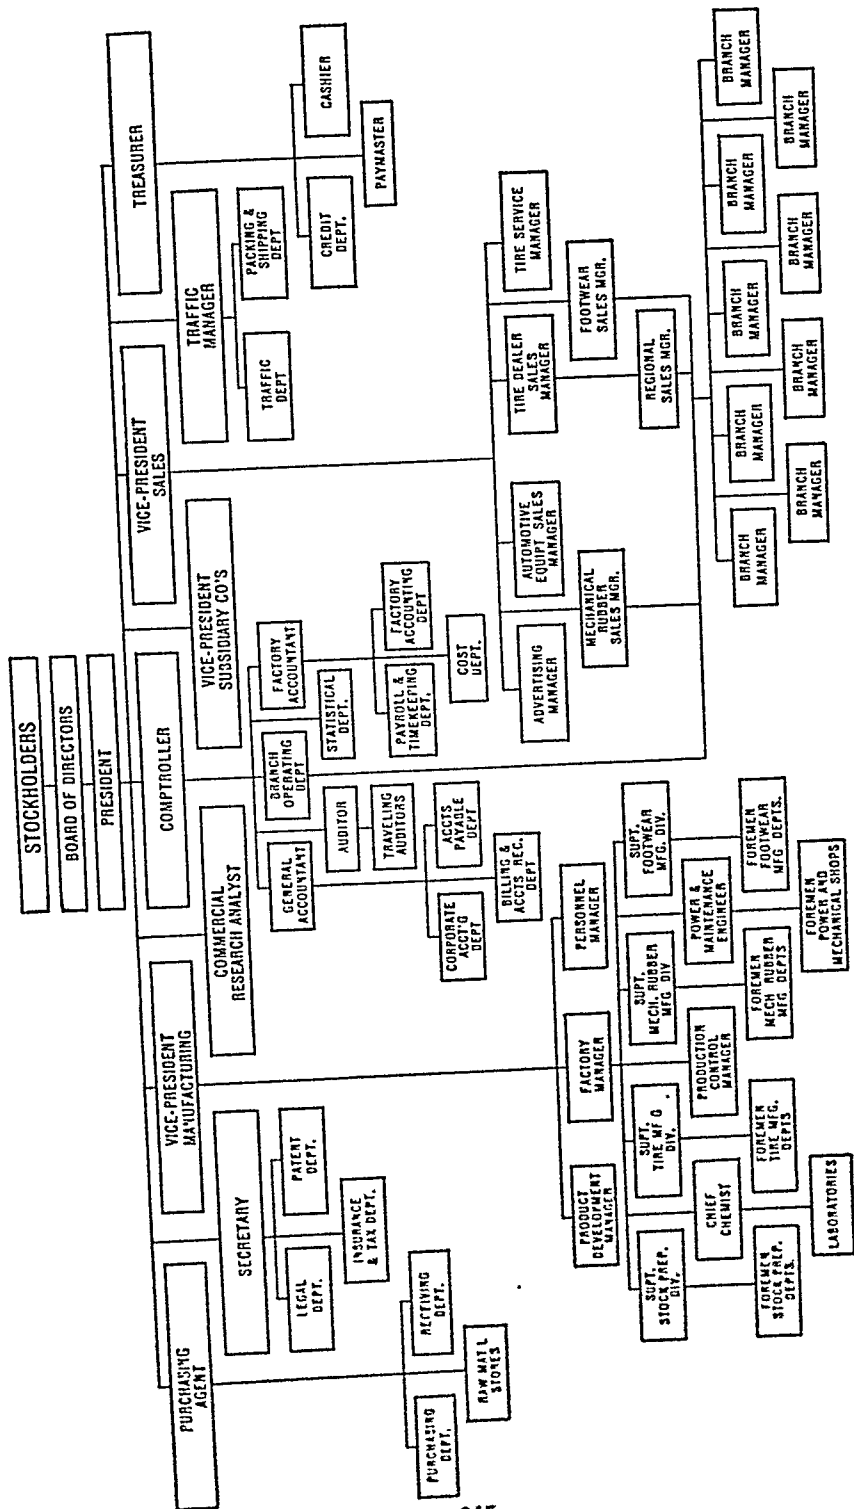 STOCKHOLDERS
BOARD OF DIRECTORS
PRESIDENT
PURCHASING
AGENT
VICE-PRESIDENT
MANUFACTURING
COMPTROLLER
VICE-PRESIDENT
SALES
TREASURER
SECRETARY
COMMERCIAL
RESEARCH ANALYST
VICE-PRESIDENT
SUBSIDIARY CO'S
TRAFFIC
MANAGER
PURCHASING
DEPT.
RECEIVING
DEPT.
RAW MAT'L
STORES
LEGAL
DEPT.
PATENT
DEPT.
INSURANCE
& TAX DEPT.
GENERAL
ACCOUNTANT
BRANCH
OPERATING
DEPT
FACTORY
ACCOUNTANT
AUDITOR
STATISTICAL
DEPT.
TRAVELING
AUDITORS
CORPORATE
ACCT'G
DEPT
ACCTS
PAYABLE
DEPT
BILLING &
ACCTS REC.
DEPT
PAYROLL &
TIMEKEEPING
DEPT.
FACTORY
ACCOUNTING
DEPT
COST
DEPT.
TRAFFIC
DEPT
PACKING &
SHIPPING
DEPT
CREDIT
DEPT.
CASHIER
PAYMASTER
PRODUCT
DEVELOPMENT
MANAGER
FACTORY
MANAGER
PERSONNEL
MANAGER
SUPT.
STOCK PREP.
DIV.
SUPT.
TIRE MFG.
DIV.
SUPT.
MECH. RUBBER
MFG DIV
SUPT.
FOOTWEAR
MFG. DIV.
CHIEF
CHEMIST
PRODUCTION
CONTROL
MANAGER
POWER &
MAINTENANCE
ENGINEER
FOREMEN
STOCK PREP.
DEPTS.
FOREMEN
TIRE MFG.
DEPTS
FOREMEN
MECH RUBBER
MFG DEPTS
FOREMEN
FOOTWEAR
MFG DEPTS.
LABORATORIES
FOREMEN
POWER AND
MECHANICAL SHOPS
ADVERTISING
MANAGER
AUTOMOTIVE
EQUIPT SALES
MANAGER
TIRE DEALER
SALES
MANAGER
TIRE SERVICE
MANAGER
MECHANICAL
RUBBER
SALES MGR.
FOOTWEAR
SALES MGR.
REGIONAL
SALES MGR.
BRANCH
MANAGER
BRANCH
MANAGER
BRANCH
MANAGER
BRANCH
MANAGER
BRANCH
MANAGER
BRANCH
MANAGER
BRANCH
MANAGER
BRANCH
MANAGER
BRANCH
MANAGER